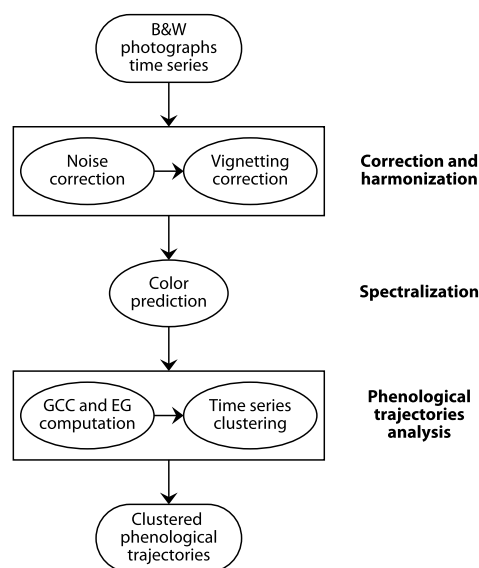 B&W
photographs
time series
Noise
correction
Vignetting
correction
Correction and
harmonization
Color
prediction
Spectralization
GCC and EG
computation
Time series
clustering
Phenological
trajectories
analysis
Clustered
phenological
trajectories